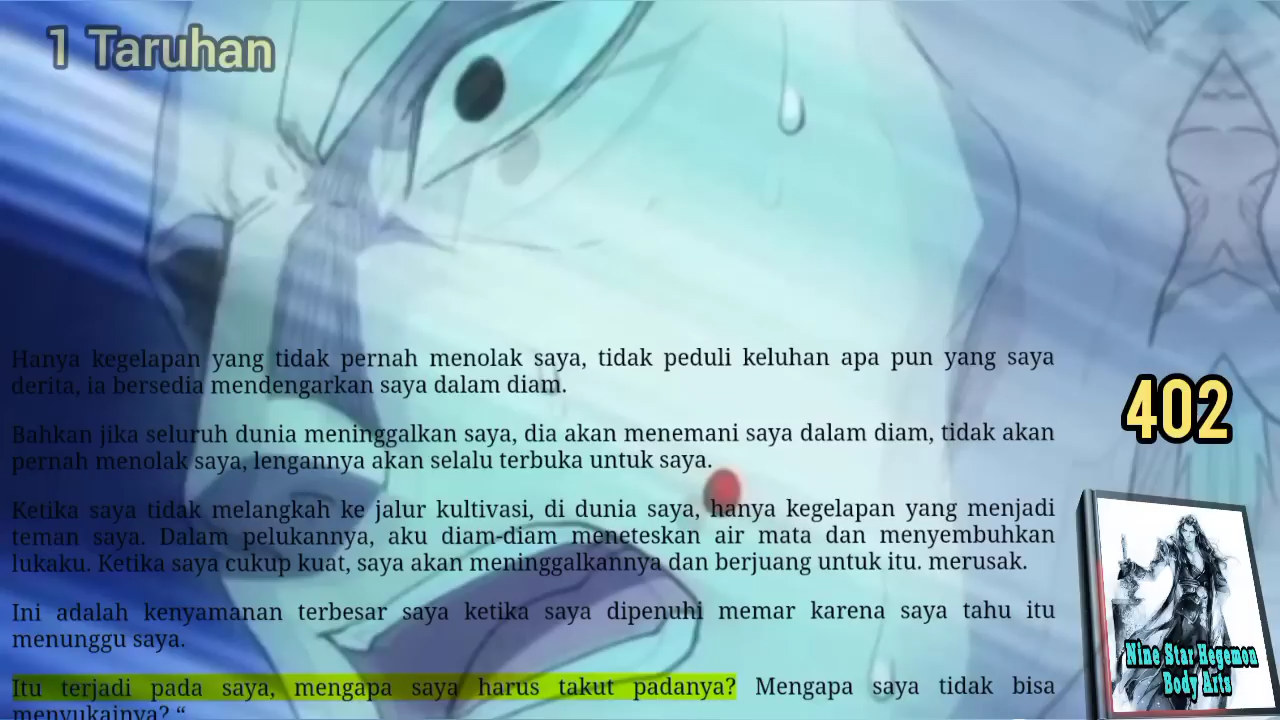 1 Taruhan
Hanya kegelapan yang tidak pernah menolak saya, tidak peduli keluhan apa pun yang saya
derita, ia bersedia mendengarkan saya dalam diam.
Bahkan jika seluruh dunia meninggalkan saya, dia akan menemani saya dalam diam, tidak akan
pernah menolak saya, lengannya akan selalu terbuka untuk saya.
Ketika saya tidak melangkah ke jalur kultivasi, di dunia saya, hanya kegelapan yang menjadi
teman saya. Dalam pelukannya, aku diam-diam meneteskan air mata dan menyembuhkan
lukaku. Ketika saya cukup kuat, saya akan meninggalkannya dan berjuang untuk itu. merusak.
Ini adalah kenyamanan terbesar saya ketika saya dipenuhi memar karena saya tahu itu
menunggu saya.
Itu terjadi pada saya, mengapa saya harus takut padanya? Mengapa saya tidak bisa
menyukainya? “
402
Nine Star Hegemon
Body Arts